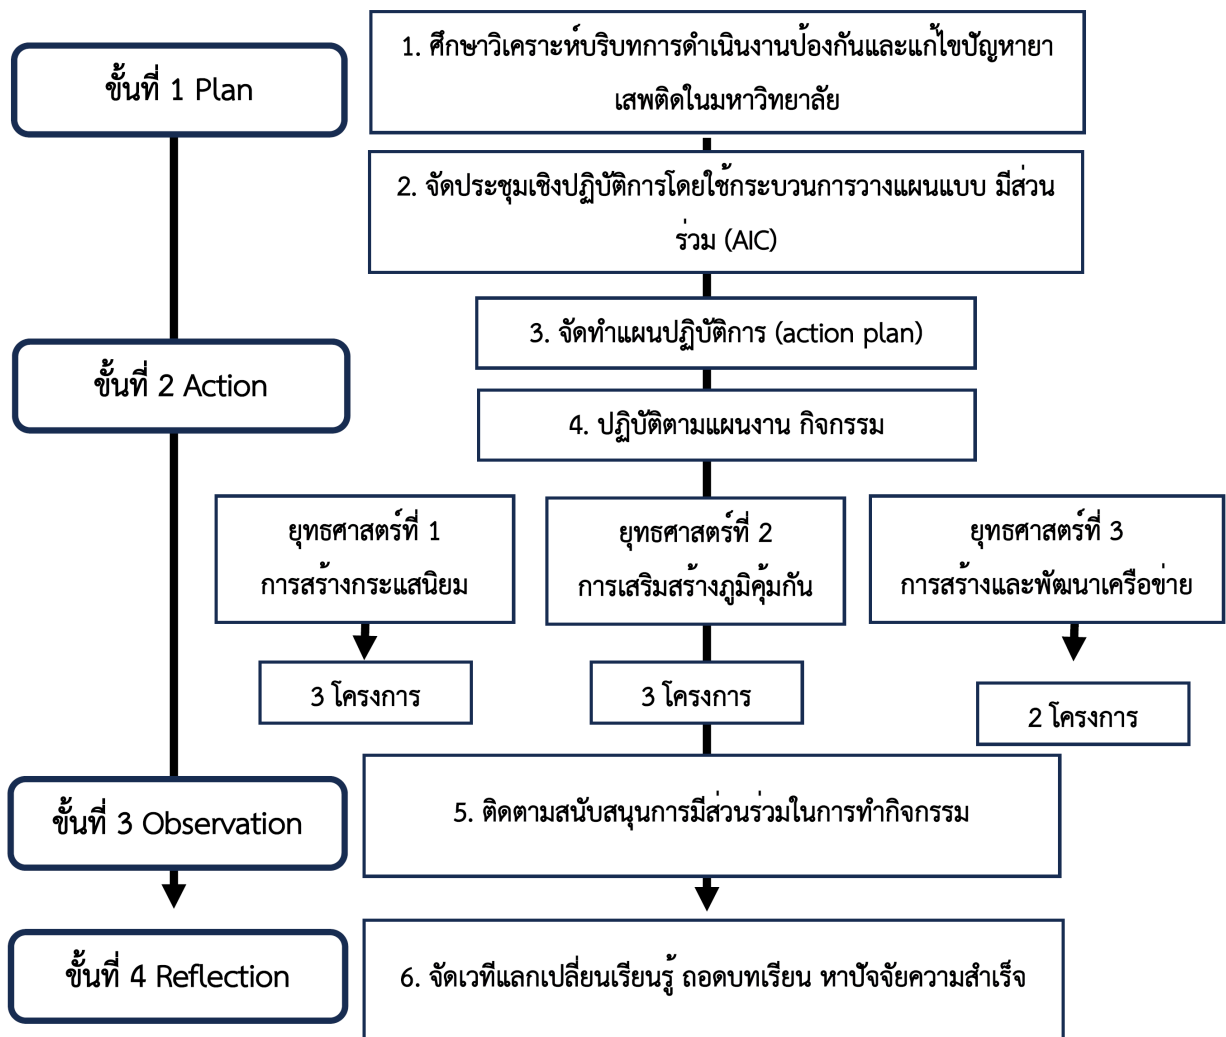 ขั้นที่ 1 Plan
1. ศึกษาวิเคราะห์บริบทการดำเนินงานป้องกันและแก้ไขปัญหายา
เสพติดในมหาวิทยาลัย
2. จัดประชุมเชิงปฏิบัติการโดยใช้กระบวนการวางแผนแบบ มีส่วน
ร่วม (AIC)
3. จัดทำแผนปฏิบัติการ (action plan)
ขั้นที่ 2 Action
4. ปฏิบัติตามแผนงาน กิจกรรม
ยุทธศาสตร์ที่ 1
การสร้างกระแสนิยม
ยุทธศาสตร์ที่ 2
การเสริมสร้างภูมิคุ้มกัน
ยุทธศาสตร์ที่ 3
การสร้างและพัฒนาเครือข่าย
3 โครงการ
3 โครงการ
2 โครงการ
ขั้นที่ 3 Observation
5. ติดตามสนับสนุนการมีส่วนร่วมในการทำกิจกรรม
ขั้นที่ 4 Reflection
6. จัดเวทีแลกเปลี่ยนเรียนรู้ ถอดบทเรียน หาปัจจัยความสำเร็จ